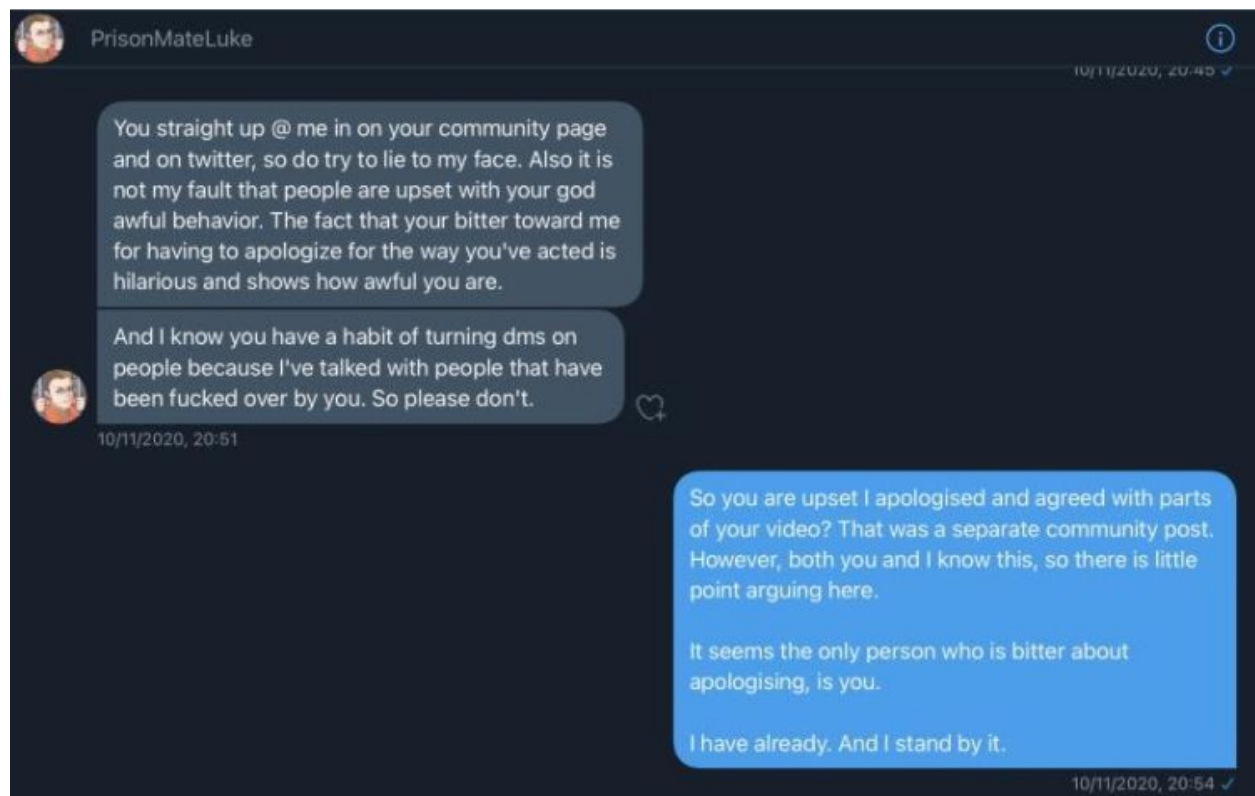 PrisonMateLuke
10/11/2020, 20:45
You straight up @ me in on your community page
and on twitter, so do try to lie to my face. Also it is
not my fault that people are upset with your god
awful behavior. The fact that your bitter toward me
for having to apologize for the way you've acted is
hilarious and shows how awful you are.
And I know you have a habit of turning dms on
people because I've talked with people that have
been fucked over by you. So please don't.
10/11/2020, 20:51
So you are upset I apologised and agreed with parts
of your video? That was a separate community post.
However, both you and I know this, so there is little
point arguing here.
It seems the only person who is bitter about
apologising, is you.
I have already. And I stand by it.
10/11/2020, 20:54